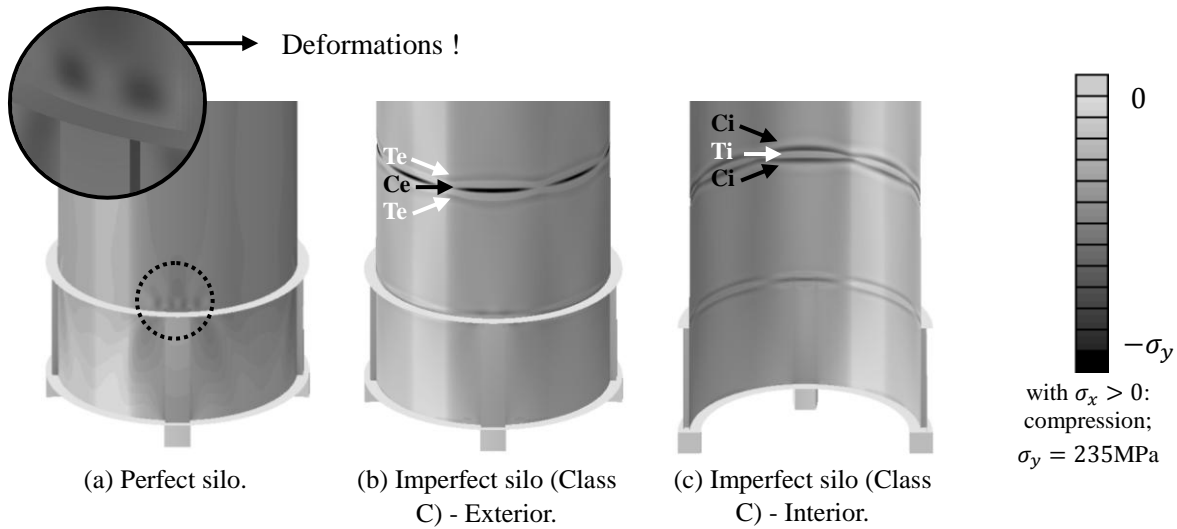 Deformations !
Te
Ce
Te
Ci
Ti
Ci
0
−σy
with σx > 0:
compression;
σy = 235MPa
(a) Perfect silo.
(b) Imperfect silo (Class
C) - Exterior.
(c) Imperfect silo (Class
C) - Interior.